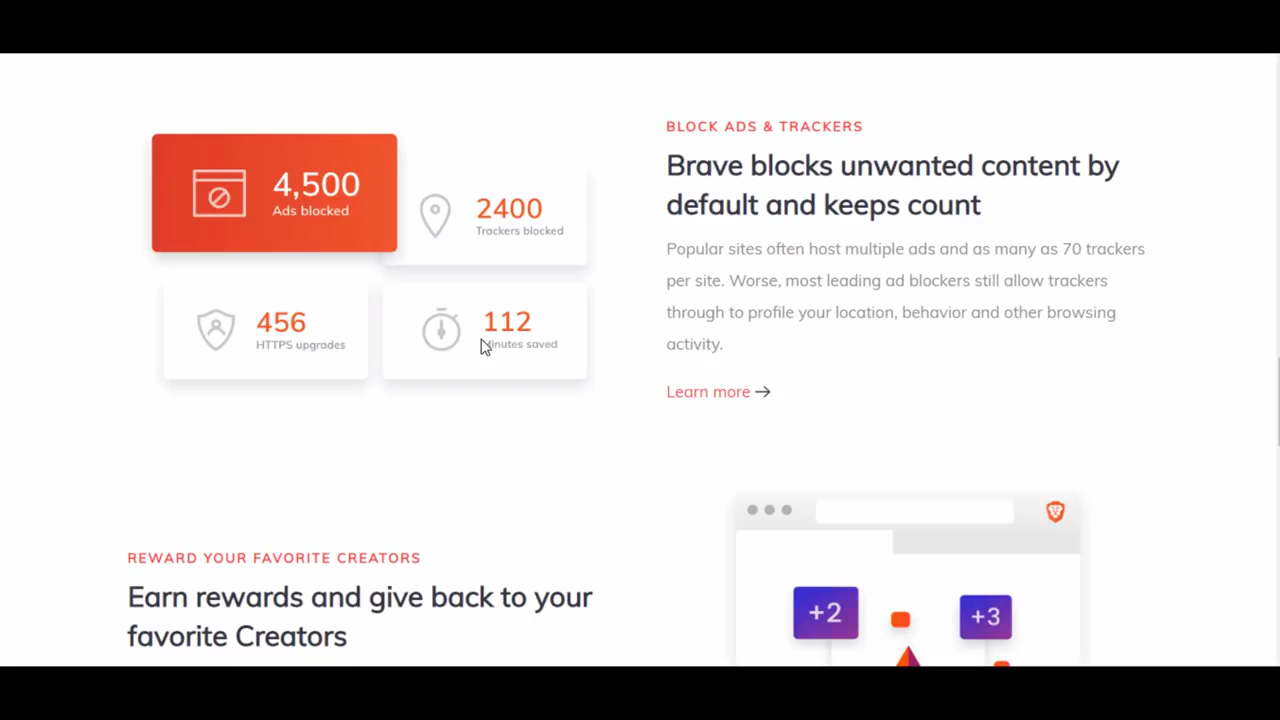 4,500
Ads blocked
2400
Trackers blocked
456
HTTPS upgrades
112
Minutes saved
BLOCK ADS & TRACKERS
Brave blocks unwanted content by
default and keeps count
Popular sites often host multiple ads and as many as 70 trackers
per site. Worse, most leading ad blockers still allow trackers
through to profile your location, behavior and other browsing
activity.
Learn more →
REWARD YOUR FAVORITE CREATORS
Earn rewards and give back to your
favorite Creators
+2
+3